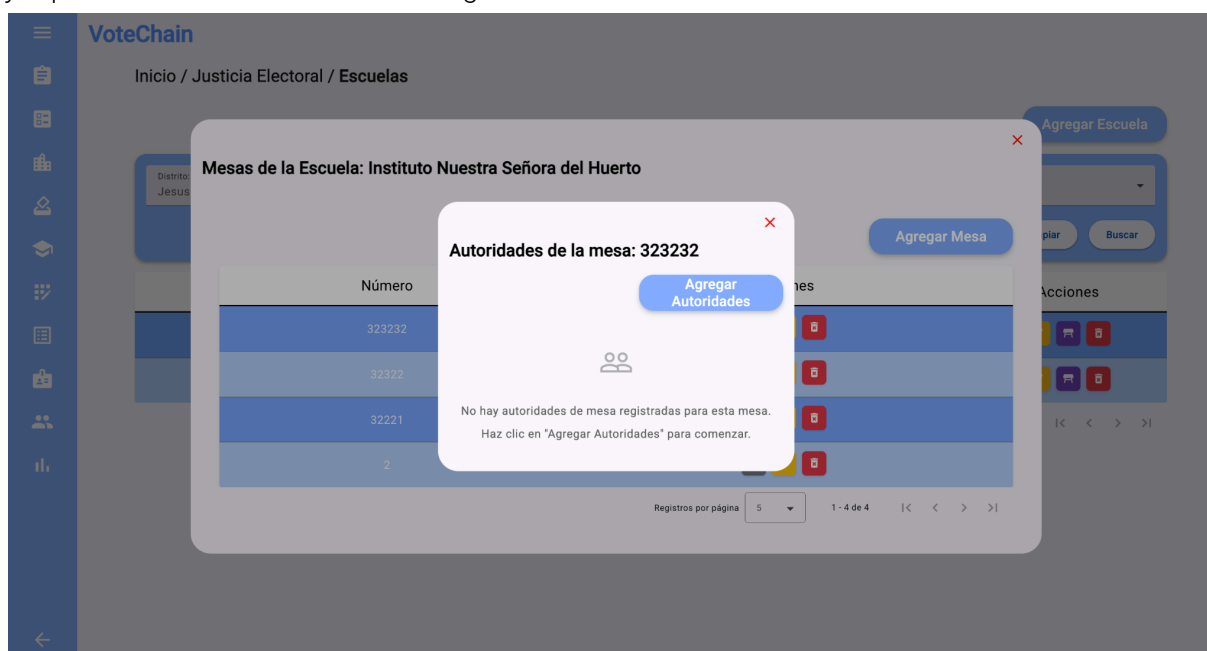 VoteChain
Inicio / Justicia Electoral / Escuelas
Agregar Escuela
Mesas de la Escuela: Instituto Nuestra Señora del Huerto
Distrito:
Jesus
Agregar Mesa
Buscar
Autoridades de la mesa: 323232
Agregar
Autoridades
Número
Acciones
323232
32322
32221
2
No hay autoridades de mesa registradas para esta mesa.
Haz clic en "Agregar Autoridades" para comenzar.
Registros por página 5 1 - 4 de 4